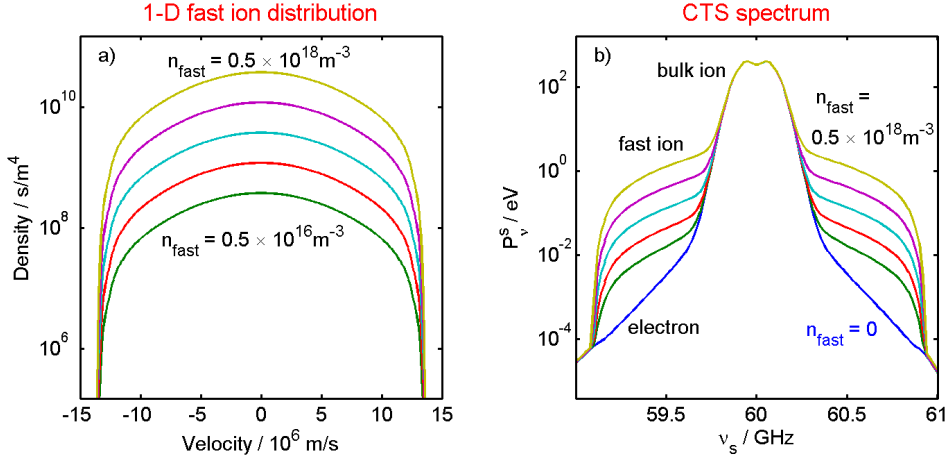 1-D fast ion distribution
a)
n_fast = 0.5 × 10^18 m^-3
n_fast = 0.5 × 10^16 m^-3
Density / s/m^4
10^10
10^8
10^6
-15 -10 -5 0 5 10 15
Velocity / 10^6 m/s
CTS spectrum
b)
bulk ion
n_fast =
0.5 × 10^18 m^-3
fast ion
electron
n_fast = 0
P^s_ν / eV
10^2
10^0
10^-2
10^-4
59.5 60 60.5 61
ν_s / GHz